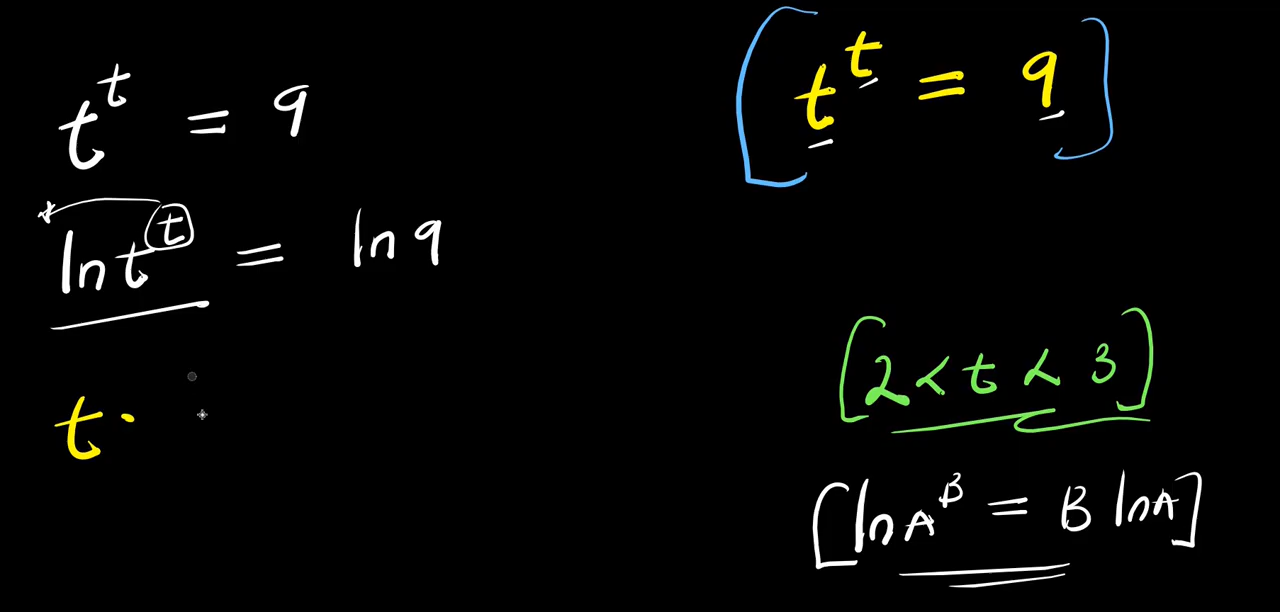 t^t = 9
ln t^t = ln 9
t ·
[t^t = 9]
[2 < t < 3]
[ln A^B = B ln A]